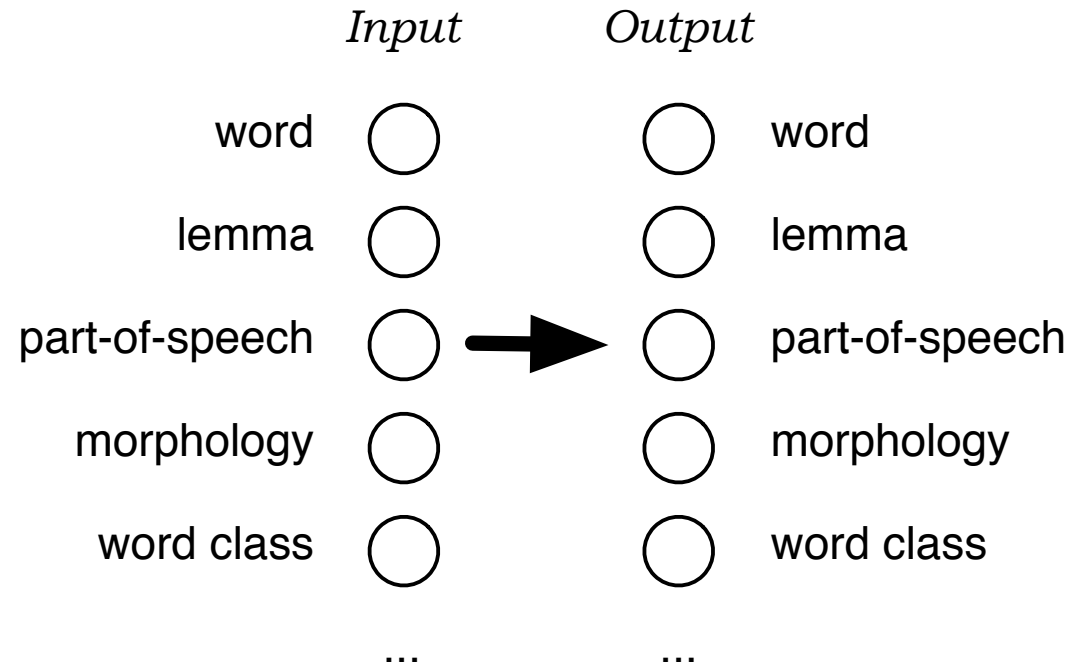 Input Output
word word
lemma lemma
part-of-speech part-of-speech
morphology morphology
word class word class
... ...